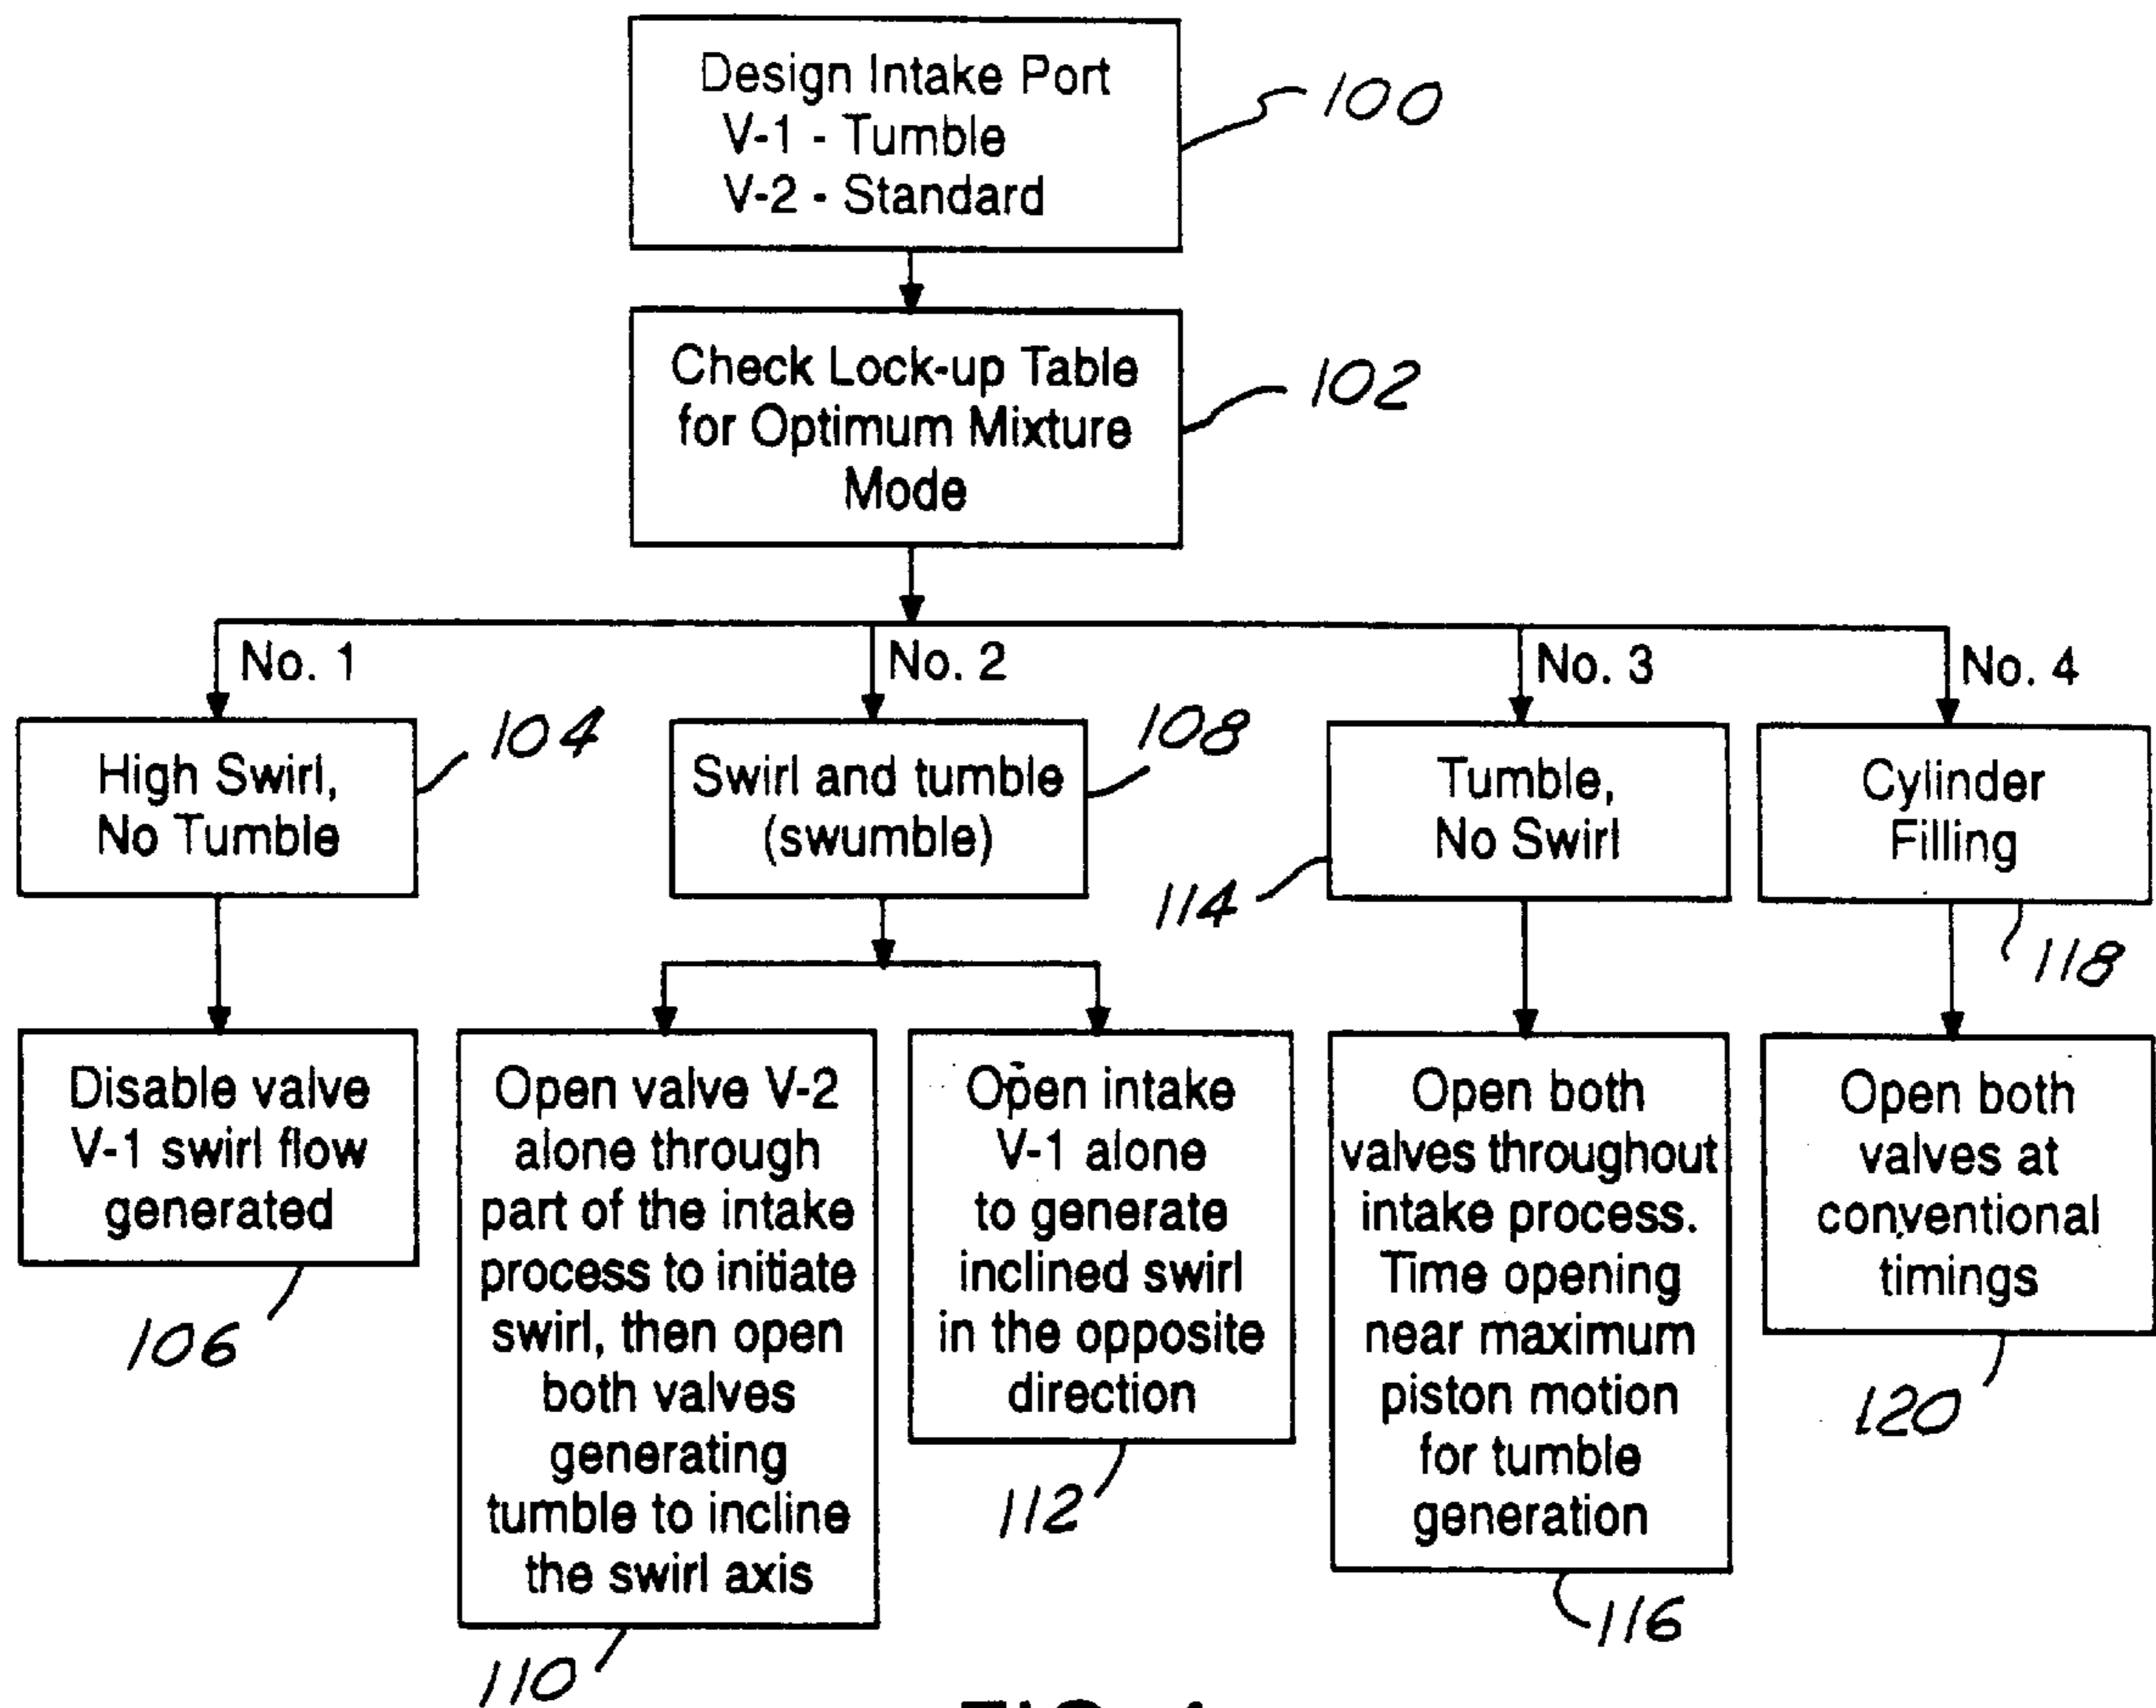 Design Intake Port
V-1 - Tumble
V-2 - Standard
100
Check Lock-up Table
for Optimum Mixture
Mode
102
No. 1
No. 2
No. 3
No. 4
High Swirl,
No Tumble
104
Swirl and tumble
(swumble)
108
Tumble,
No Swirl
114
Cylinder
Filling
118
Disable valve
V-1 swirl flow
generated
106
Open valve V-2
alone through
part of the intake
process to initiate
swirl, then open
both valves
generating
tumble to incline
the swirl axis
110
Open intake
V-1 alone
to generate
inclined swirl
in the opposite
direction
112
Open both
valves throughout
intake process.
Time opening
near maximum
piston motion
for tumble
generation
116
Open both
valves at
conventional
timings
120